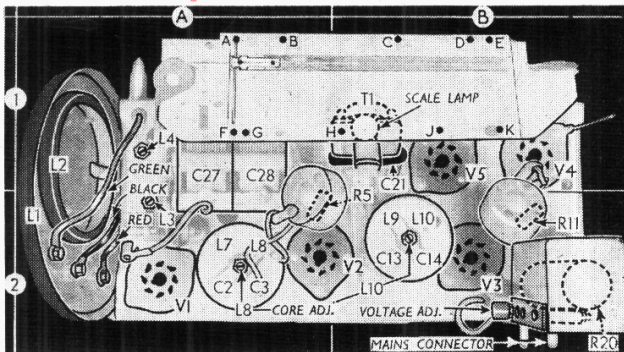 A B
A B C D E
1
T1 SCALE LAMP
F G H J K
L4
L2
GREEN
C27 C28 C21 V5 V4
BLACK
R5
L1 RED L3
L9 L10
R11
L7 L8
V2
C13 C14
2
V1 C2 C3 V3
L10
L8 CORE ADJ. VOLTAGE ADJ.
MAINS CONNECTOR R20